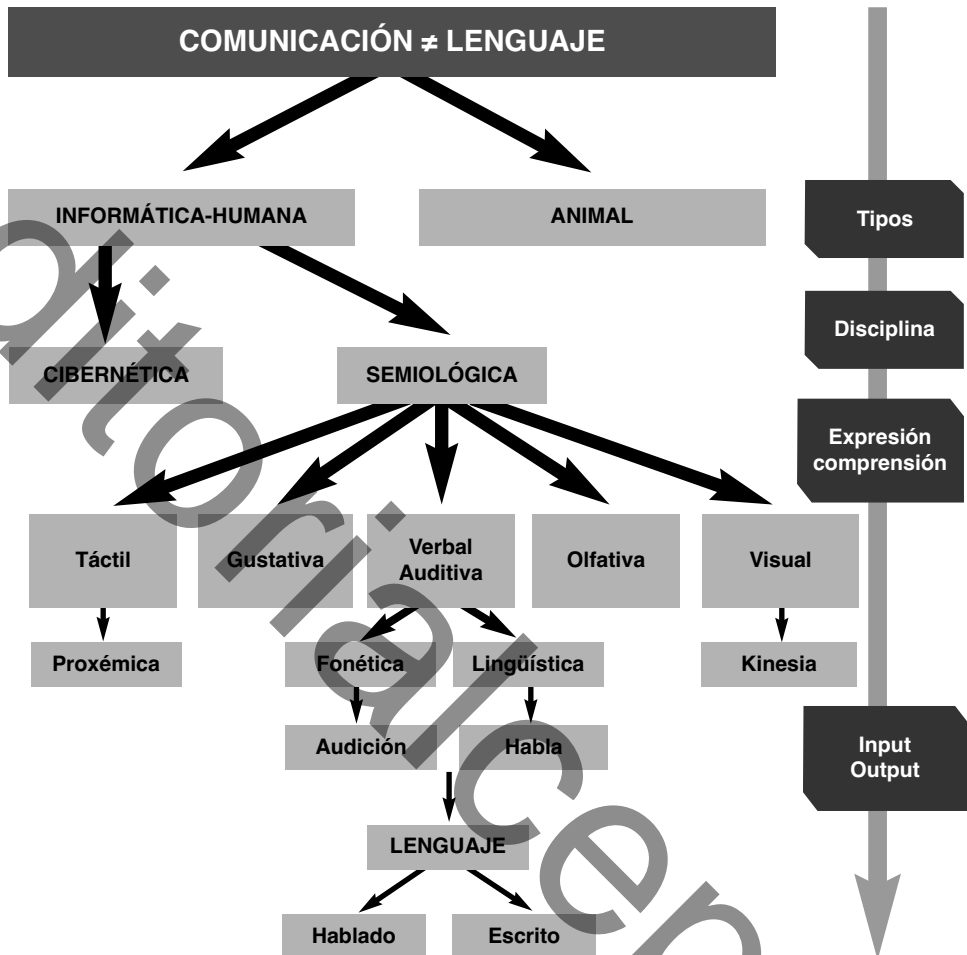 COMUNICACIÓN ≠ LENGUAJE
INFORMÁTICA-HUMANA
ANIMAL
Tipos
CIBERNÉTICA
SEMIOLÓGICA
Disciplina
Expresión
comprensión
Táctil
Gustativa
Verbal
Auditiva
Olfativa
Visual
Proxémica
Fonética
Lingüística
Kinesia
Audición
Habla
Input
Output
LENGUAJE
Hablado
Escrito
ditorialcer